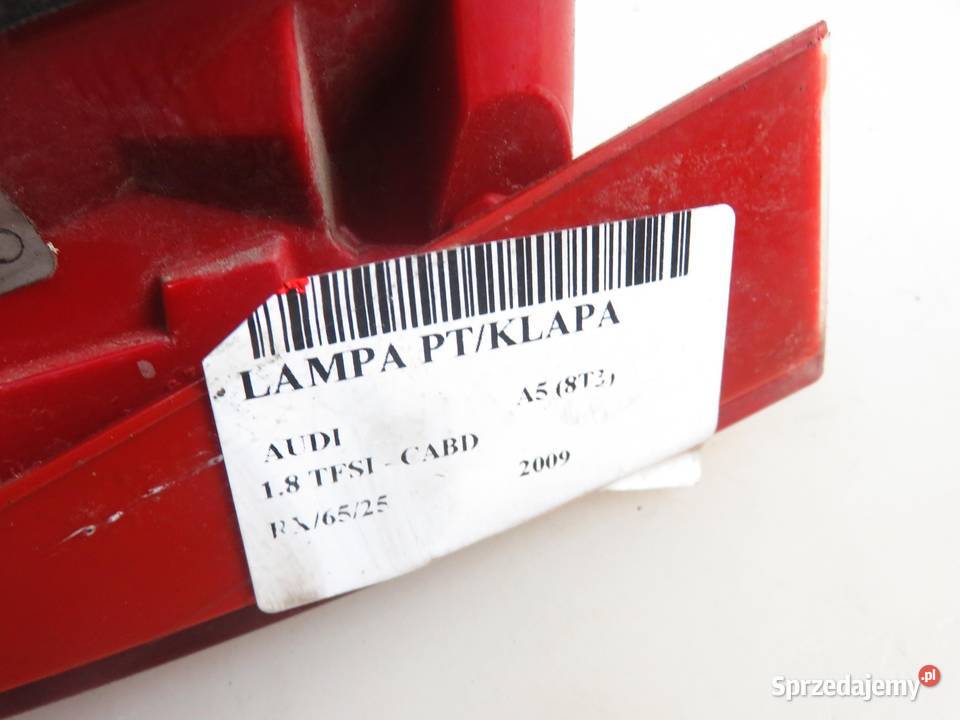 LAMPA PT/KLAPA
AUDI A5 (8T3)
1.8 TFSI - CABD 2009
RX/65/25
Sprzedajemy.pl